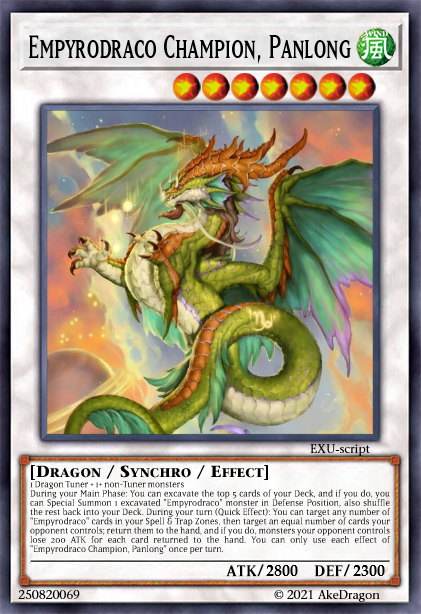 Empyrodraco Champion, Panlong
WIND
風
EXU-script
[Dragon / Synchro / Effect]
1 Dragon Tuner + 1+ non-Tuner monsters
During your Main Phase: You can excavate the top 5 cards of your Deck, and if you do, you
can Special Summon 1 excavated "Empyrodraco" monster in Defense Position, also shuffle
the rest back into your Deck. During your turn (Quick Effect): You can target any number of
"Empyrodraco" cards in your Spell & Trap Zones, then target an equal number of cards your
opponent controls; return them to the hand, and if you do, monsters your opponent controls
lose 200 ATK for each card returned to the hand. You can only use each effect of
"Empyrodraco Champion, Panlong" once per turn.
ATK/2800 DEF/2300
250820069 © 2021 AkeDragon